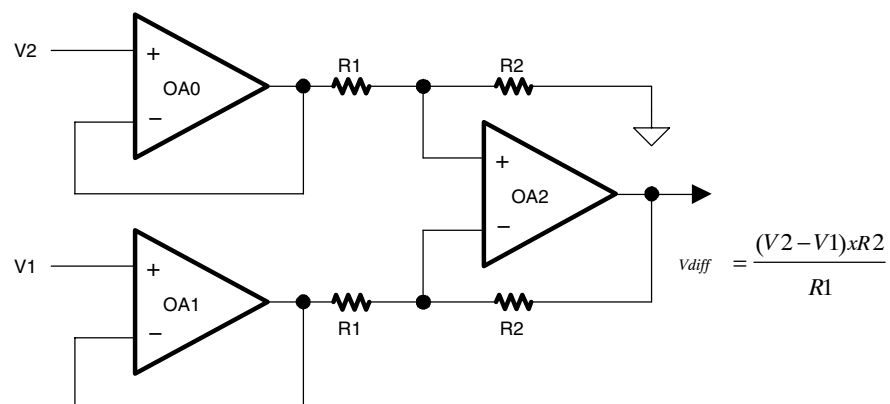 V2
+
OA0
−
R1
R2
+
OA2
−
V1
+
OA1
−
R1
R2
Vdiff = (V2−V1)xR2
R1